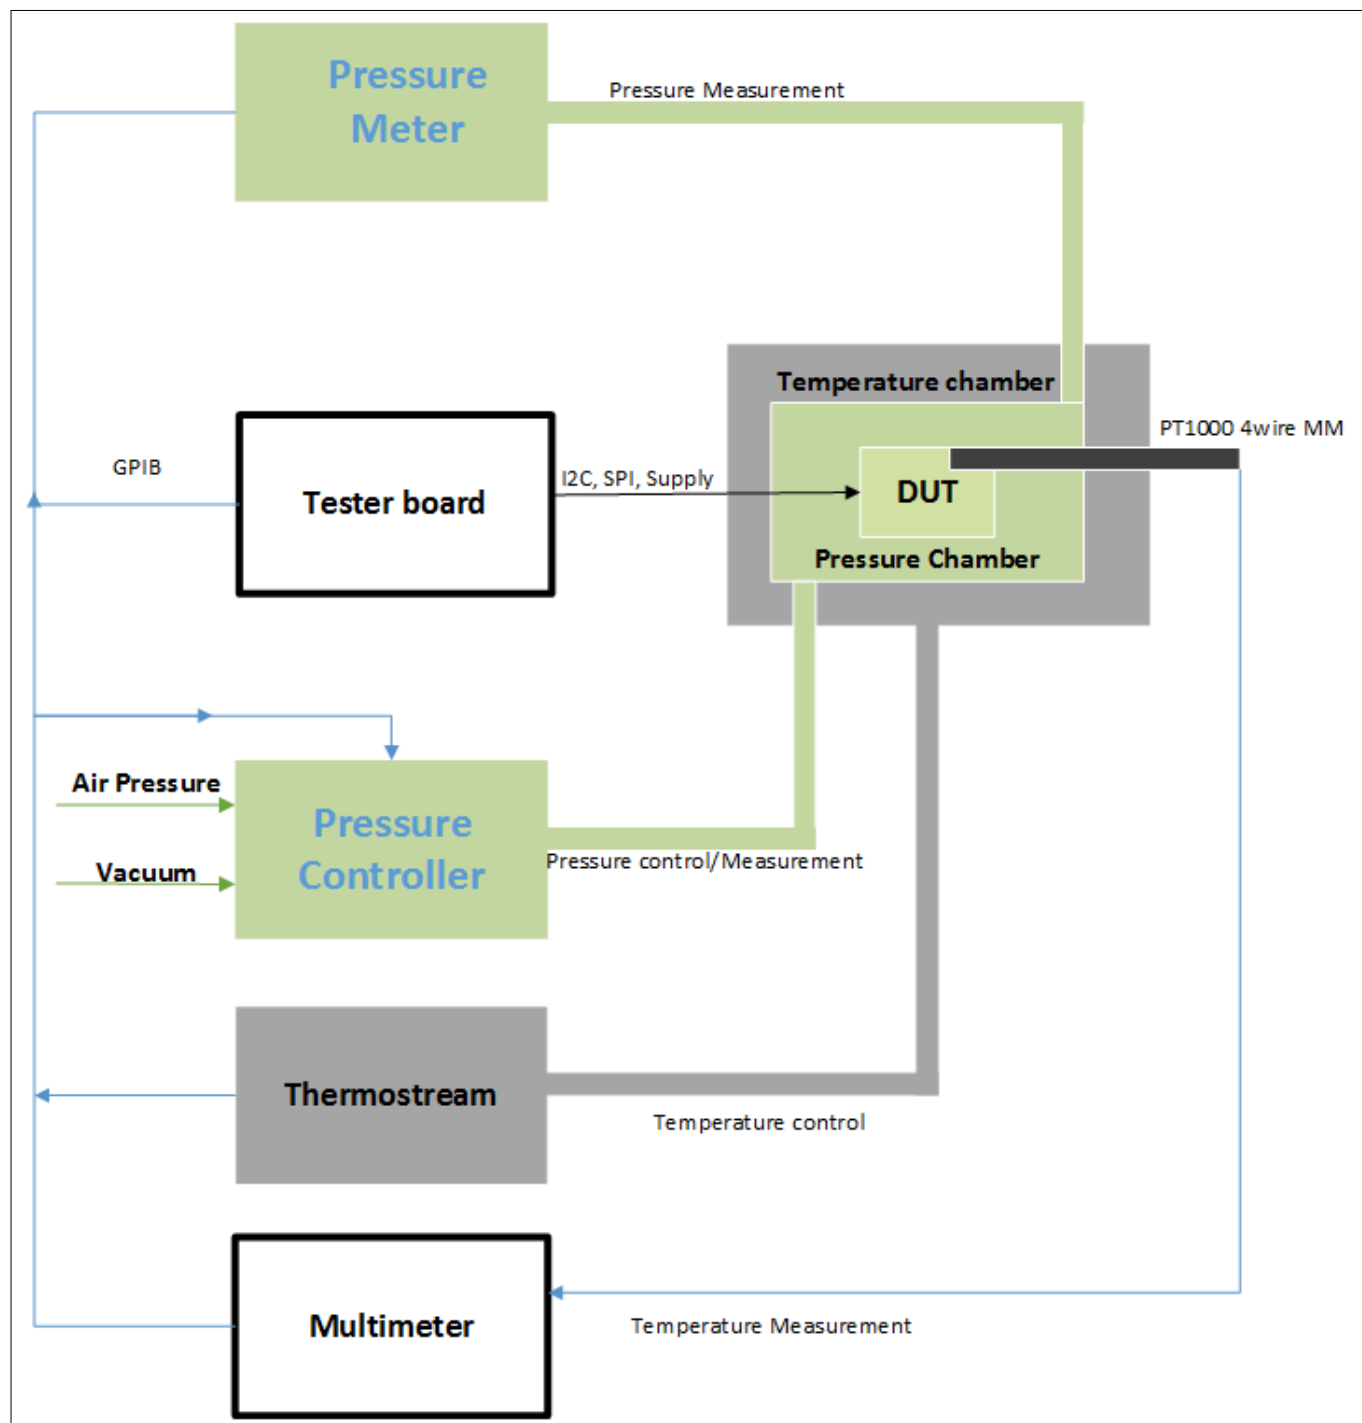 Pressure
Meter
Pressure Measurement
Temperature chamber
PT1000 4wire MM
GPIB
I2C, SPI, Supply
Tester board
DUT
Pressure Chamber
Air Pressure
Pressure
Controller
Vacuum
Pressure control/Measurement
Thermostream
Temperature control
Multimeter
Temperature Measurement